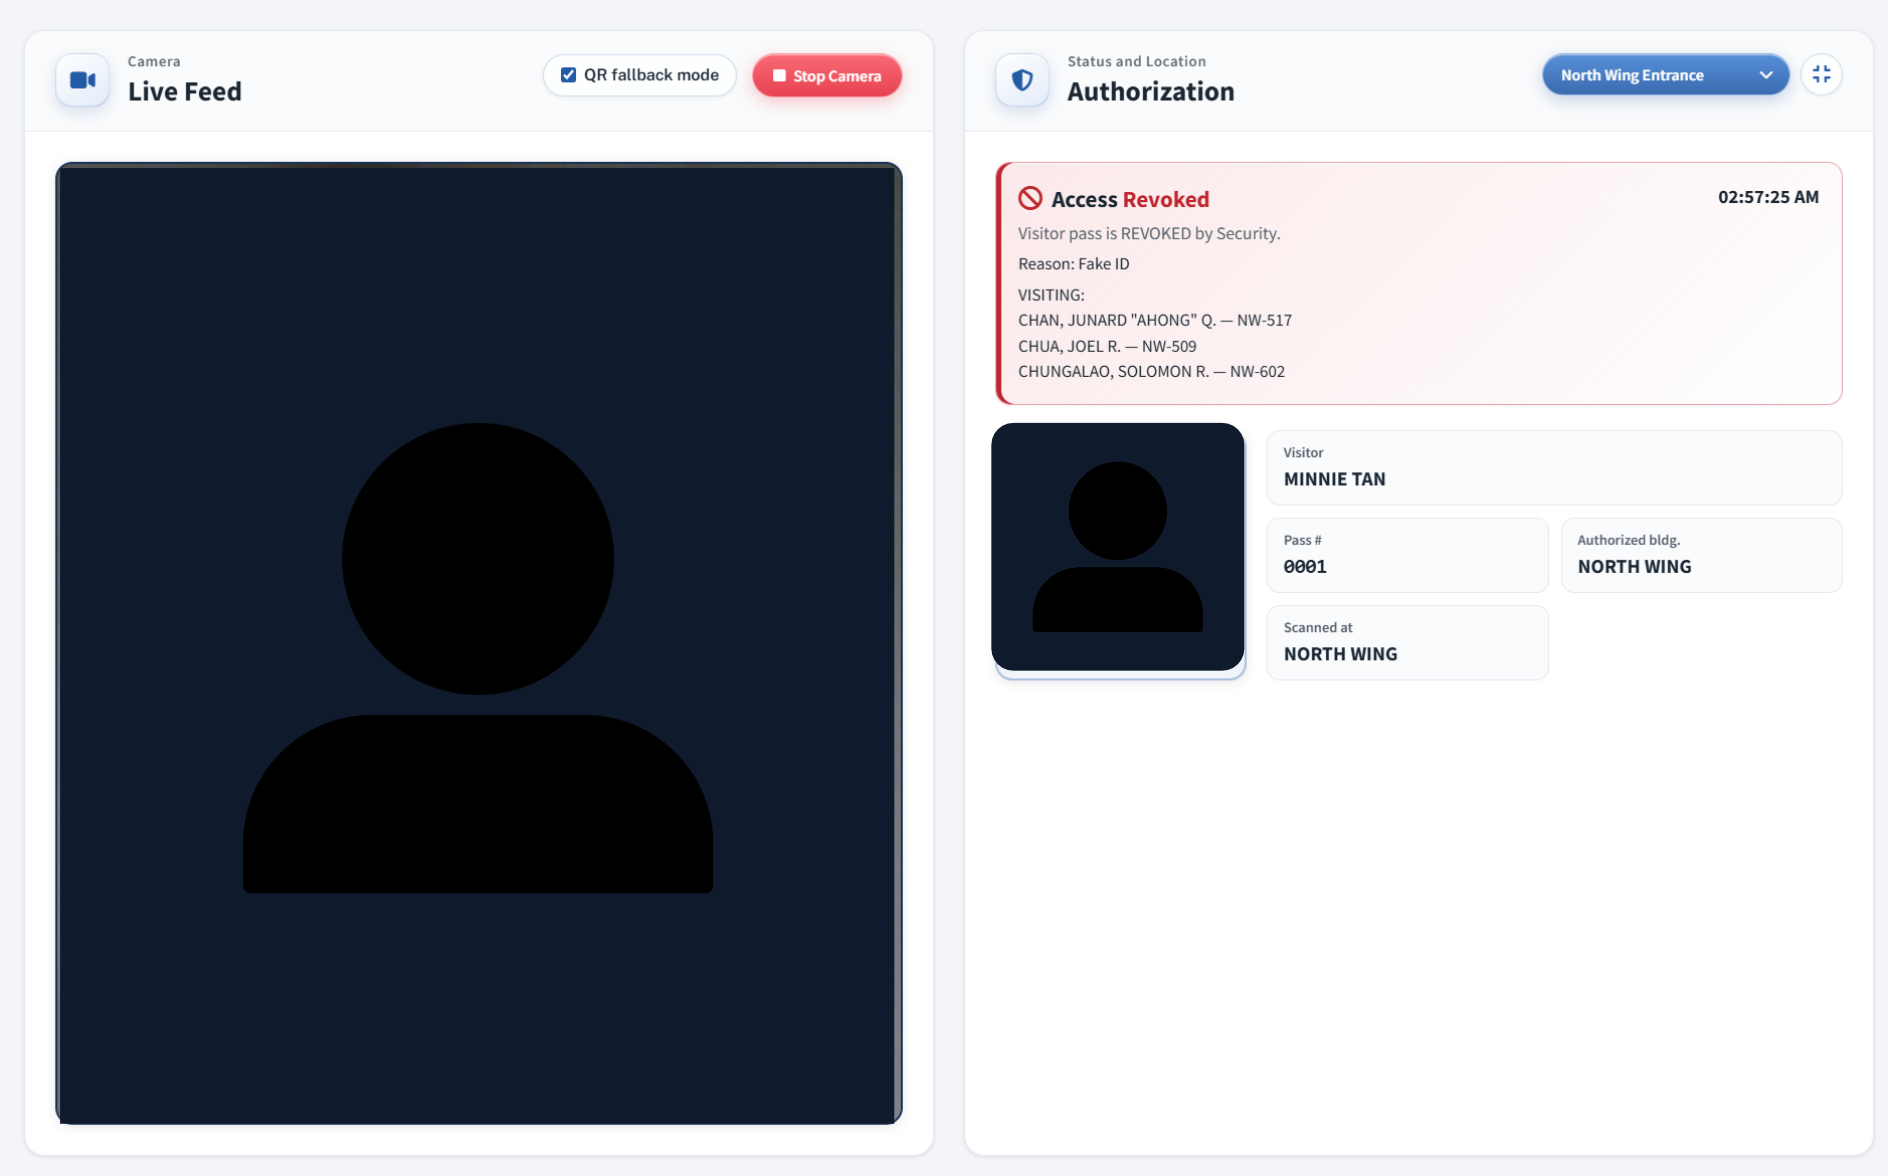 Camera
Live Feed
QR fallback mode
Stop Camera
Status and Location
Authorization
North Wing Entrance
Access Revoked
02:57:25 AM
Visitor pass is REVOKED by Security.
Reason: Fake ID
VISITING:
CHAN, JUNARD "AHONG" Q. — NW-517
CHUA, JOEL R. — NW-509
CHUNGALAO, SOLOMON R. — NW-602
Visitor
MINNIE TAN
Pass #
0001
Authorized bldg.
NORTH WING
Scanned at
NORTH WING